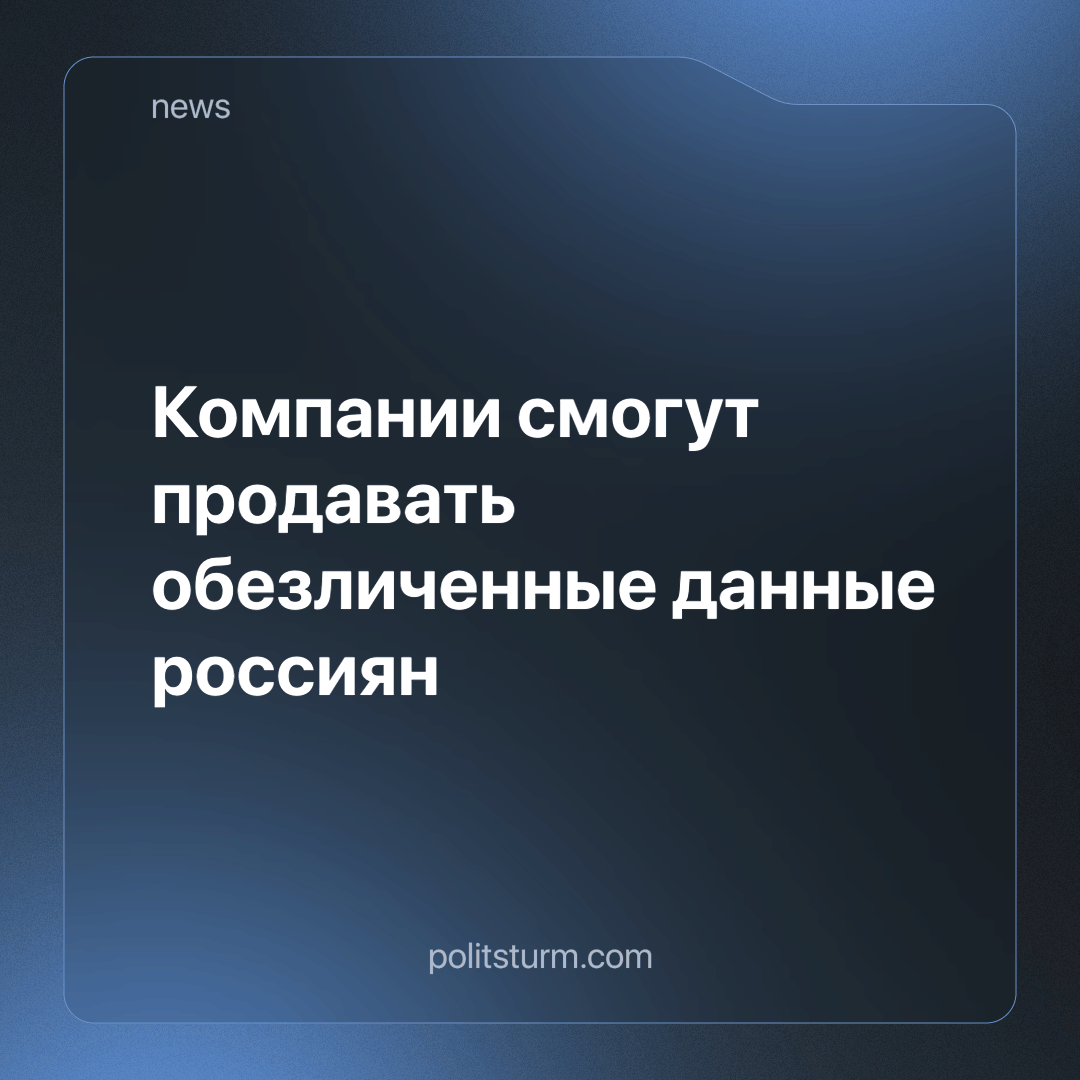 news
Компании смогут
продавать
обезличенные данные
россиян
politsturm.com